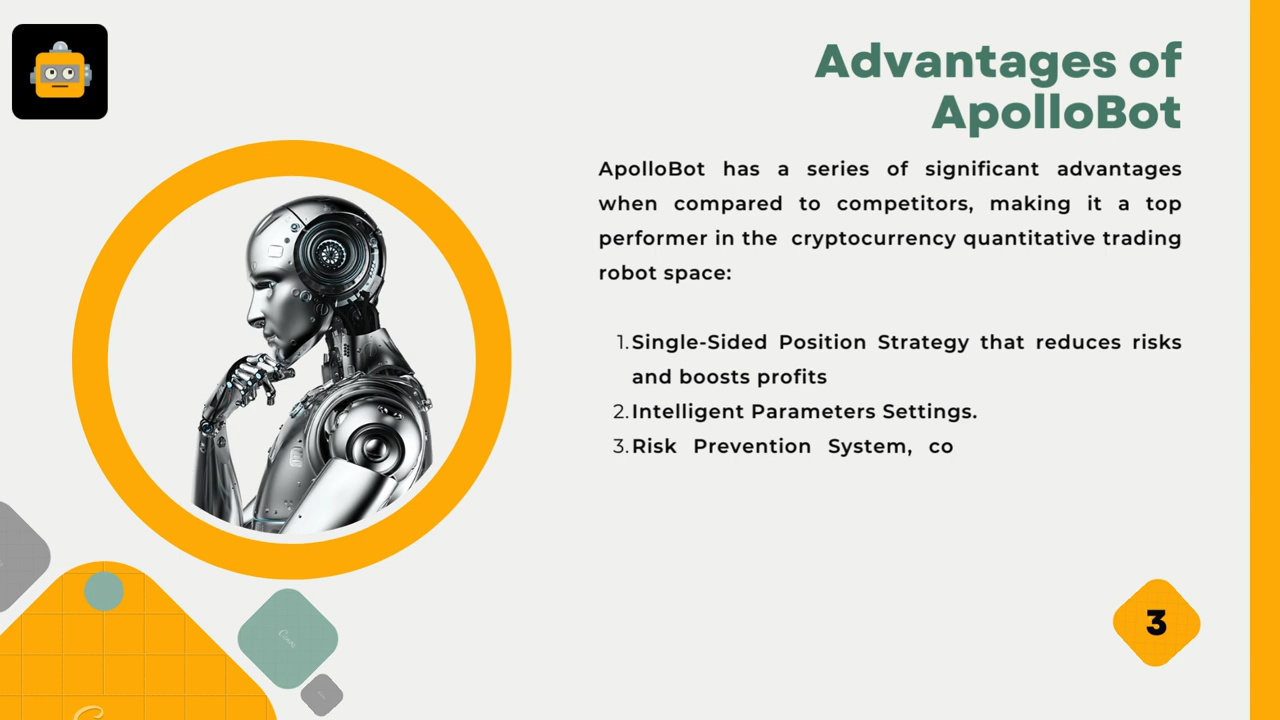 Advantages of
ApolloBot
ApolloBot has a series of significant advantages
when compared to competitors, making it a top
performer in the cryptocurrency quantitative trading
robot space:
1. Single-Sided Position Strategy that reduces risks
and boosts profits
2. Intelligent Parameters Settings.
3. Risk Prevention System, co
Canva
3